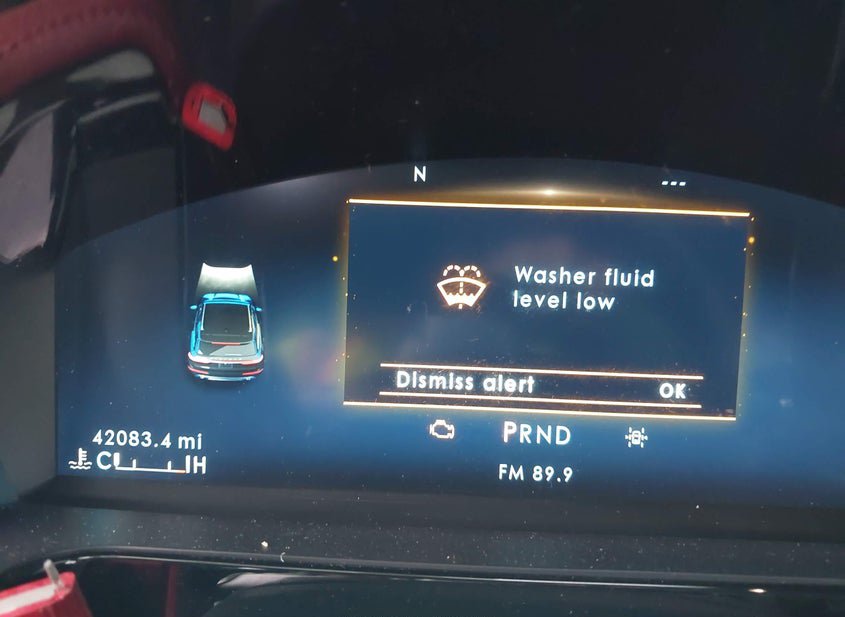 N
---
Washer fluid
level low
Dismiss alert OK
42083.4 mi
PRND
C H
FM 89.9